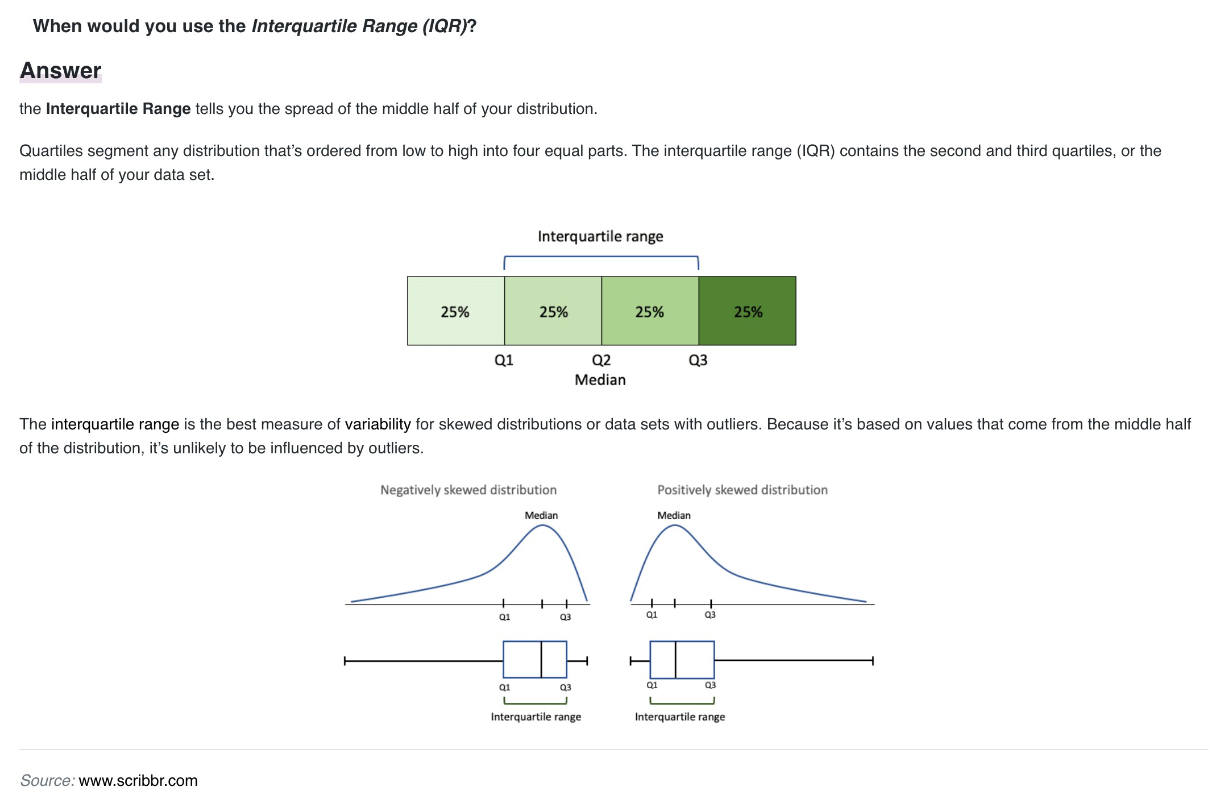 When would you use the Interquartile Range (IQR)?
Answer
the Interquartile Range tells you the spread of the middle half of your distribution.
Quartiles segment any distribution that’s ordered from low to high into four equal parts. The interquartile range (IQR) contains the second and third quartiles, or the
middle half of your data set.
Interquartile range
25% 25% 25% 25%
Q1 Q2 Q3
Median
The interquartile range is the best measure of variability for skewed distributions or data sets with outliers. Because it’s based on values that come from the middle half
of the distribution, it’s unlikely to be influenced by outliers.
Negatively skewed distribution Positively skewed distribution
Median Median
Q1 Q3 Q1 Q3
Q1 Q3 Q1 Q3
Interquartile range Interquartile range
Source: www.scribbr.com